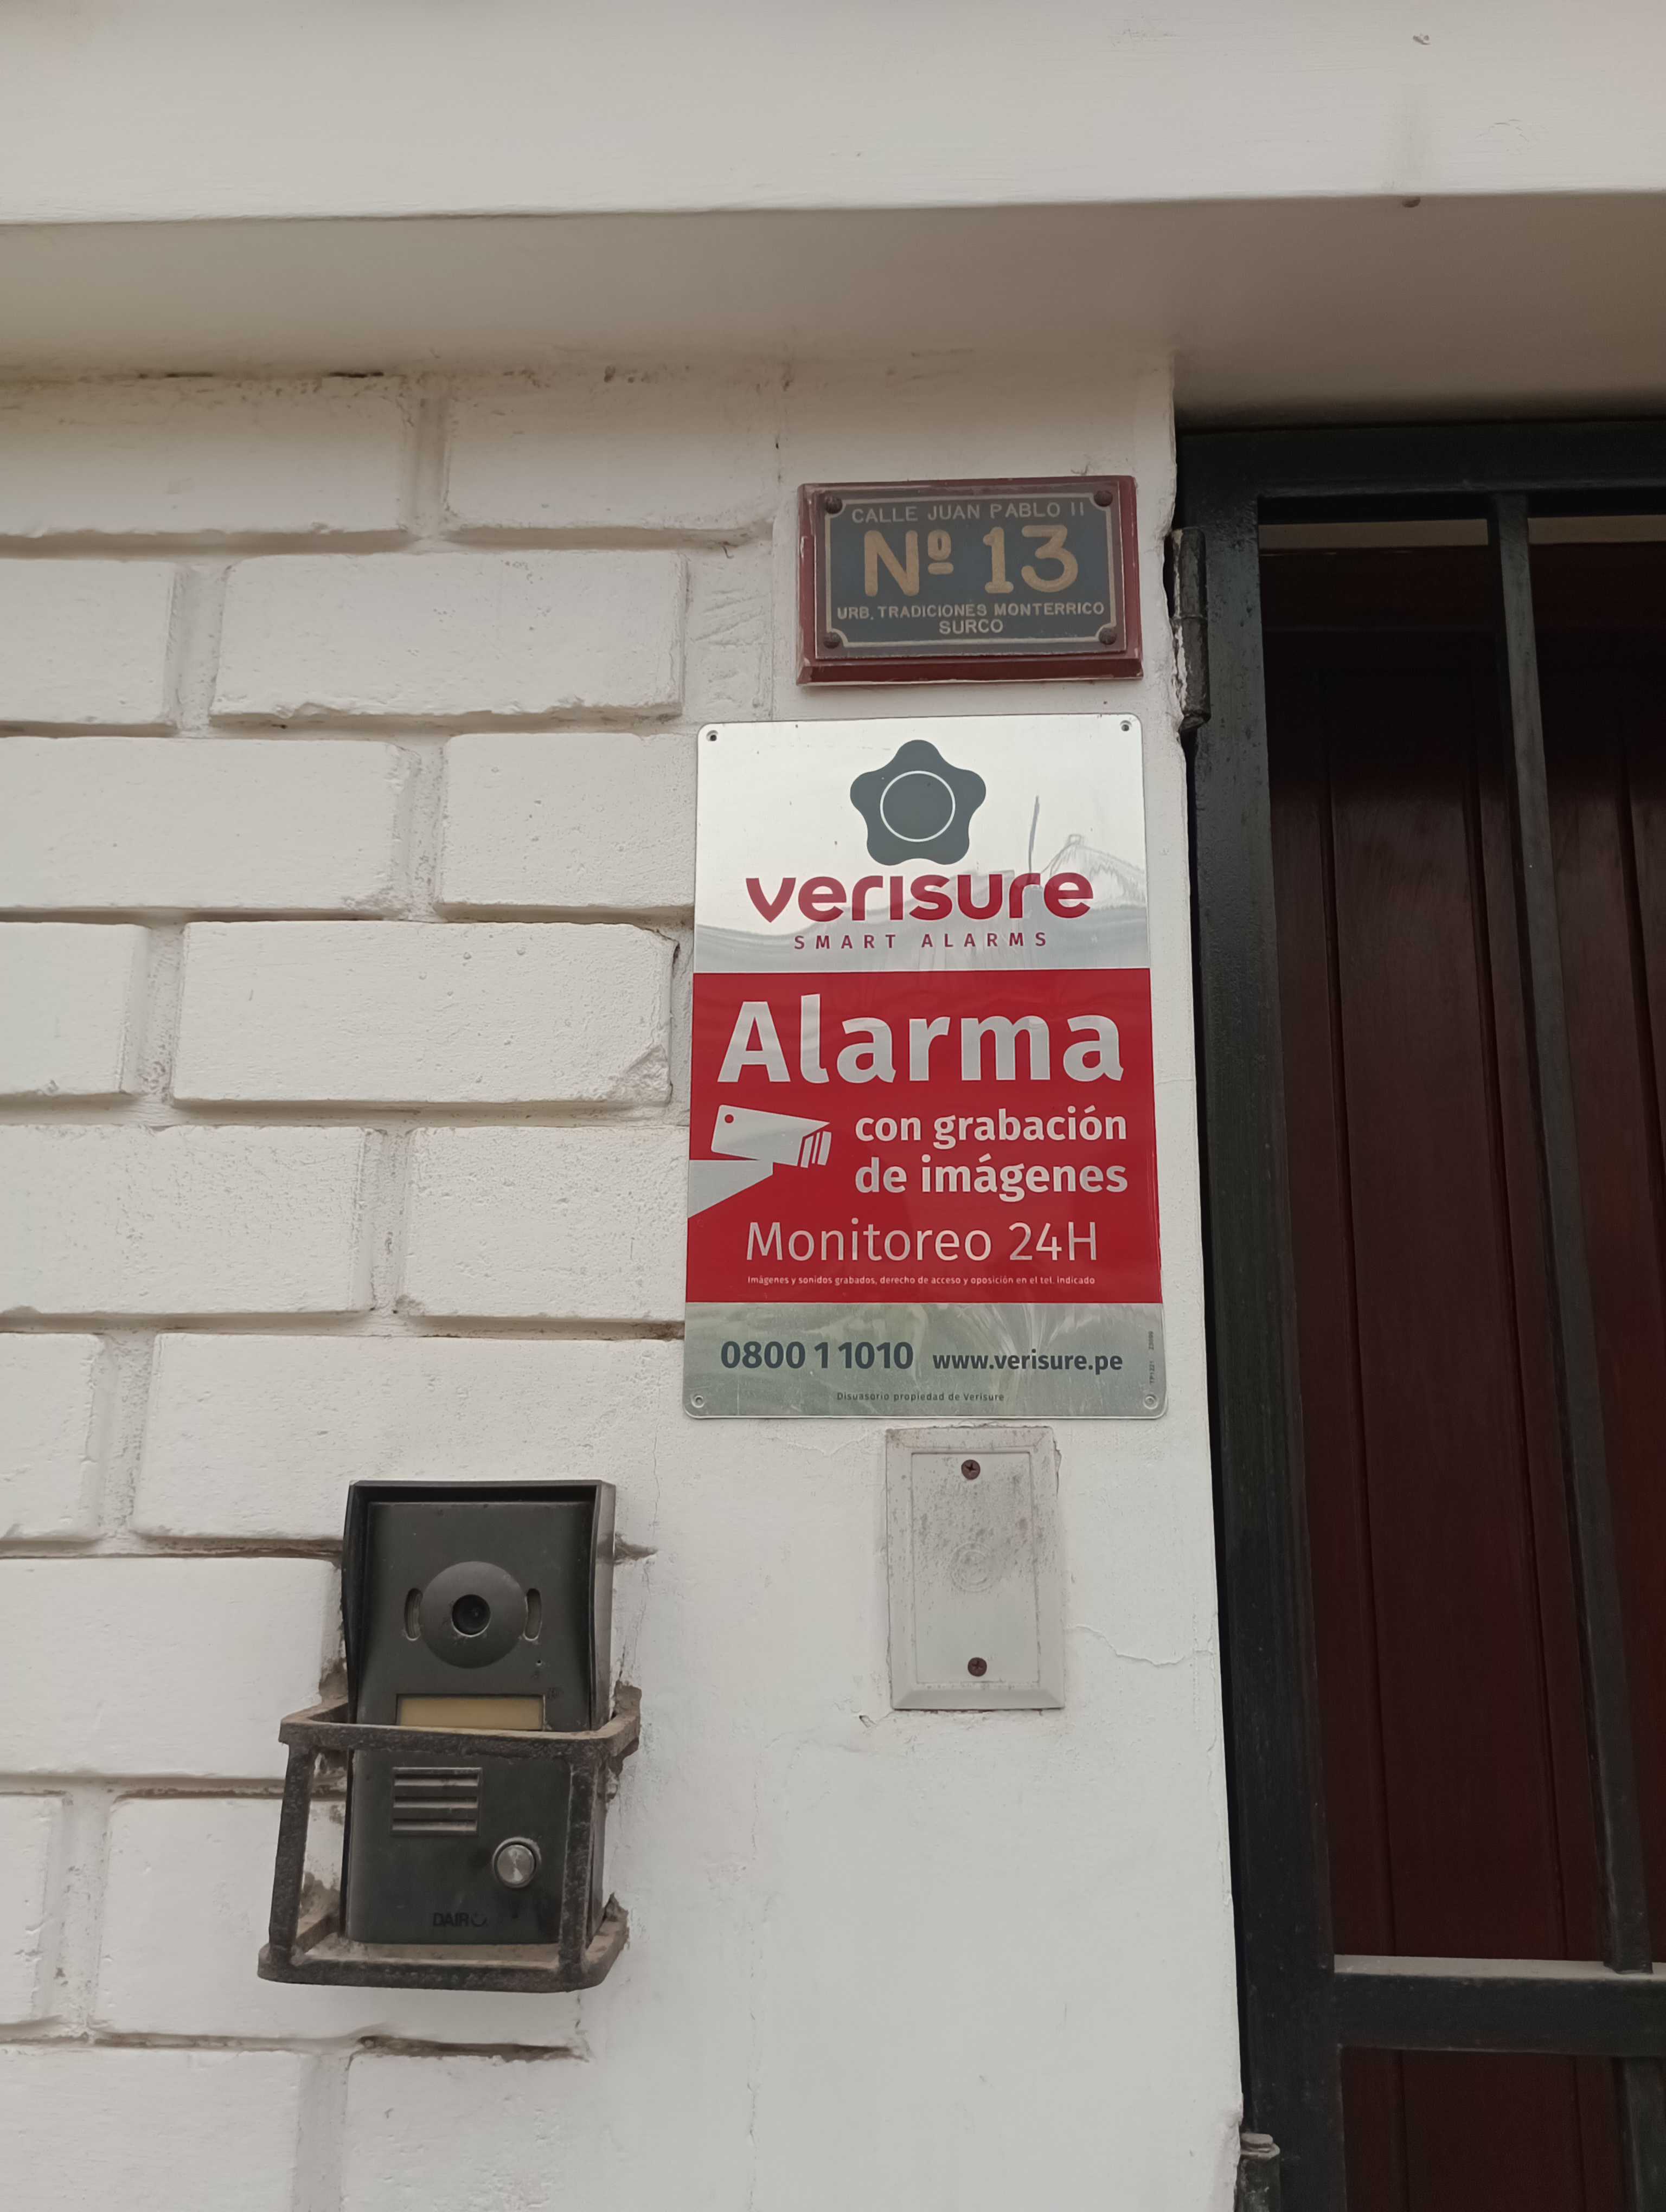 CALLE JUAN PABLO II
Nº 13
URB. TRADICIONES MONTERRICO
SURCO
verisure
SMART ALARMS
Alarma
con grabación
de imágenes
Monitoreo 24H
Imágenes y sonidos grabados, derecho de acceso y oposición en el tel. indicado
0800 1 1010 www.verisure.pe
Disuasorio propiedad de Verisure